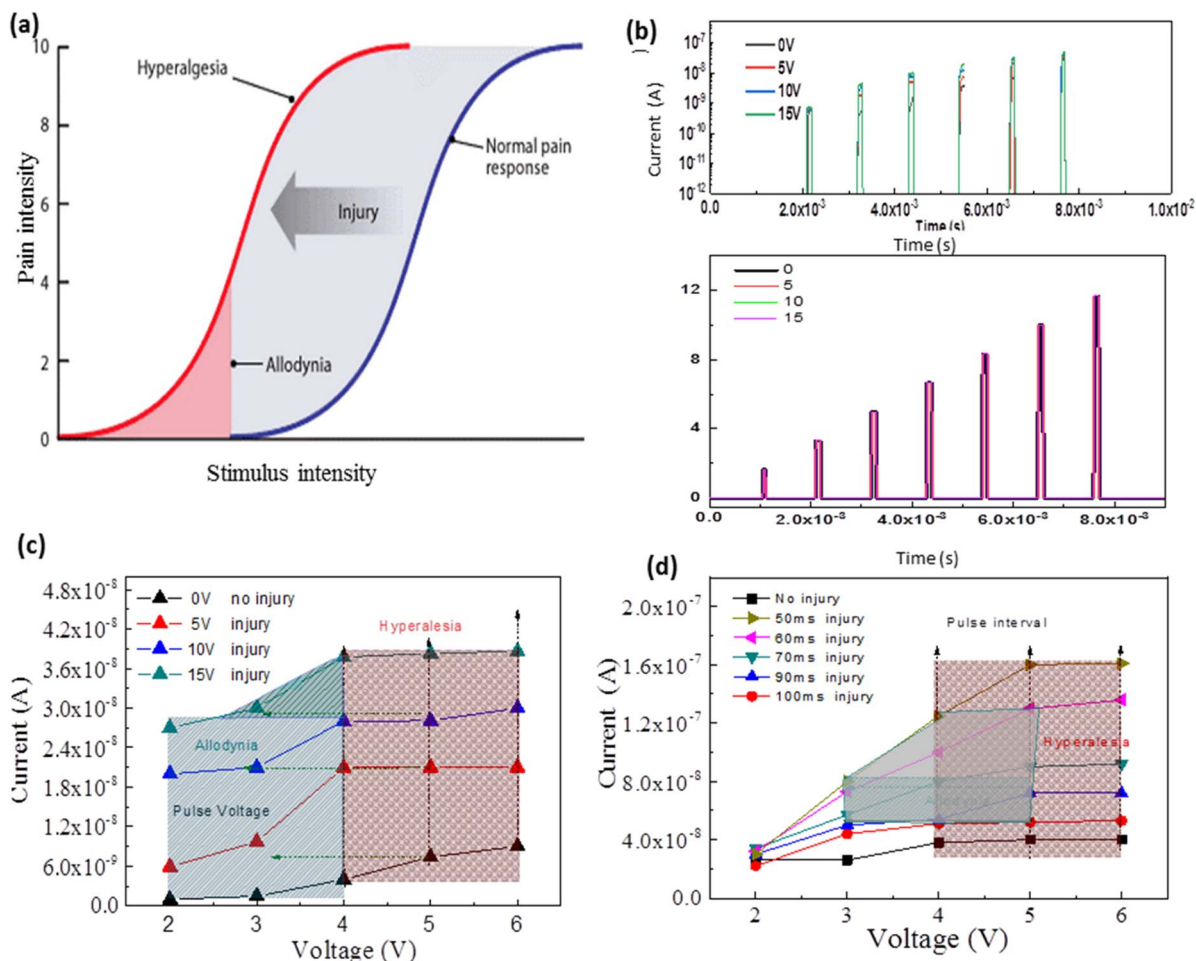 (a)
10
8
6
4
2
0
Pain intensity
Hyperalgesia
Normal pain
response
Injury
Allodynia
Stimulus intensity
(b)
10⁻⁷
10⁻⁸
10⁻⁹
10⁻¹⁰
10⁻¹¹
10⁻¹²
)
Current (A)
0V
5V
10V
15V
0.0 2.0x10⁻³ 4.0x10⁻³ 6.0x10⁻³ 8.0x10⁻³ 1.0x10⁻²
Time (s)
Time (s)
12
8
4
0
0
5
10
15
0.0 2.0x10⁻³ 4.0x10⁻³ 6.0x10⁻³ 8.0x10⁻³
Time (s)
(c)
4.8x10⁻⁸
3.8x10⁻⁸
3.0x10⁻⁸
2.4x10⁻⁸
1.8x10⁻⁸
1.2x10⁻⁸
6.0x10⁻⁹
0.0
Current (A)
0V no injury
5V injury
10V injury
15V injury
Hyperalesia
Allodynia
Pulse Voltage
2 3 4 5 6
Voltage (V)
(d)
2.0x10⁻⁷
1.6x10⁻⁷
1.2x10⁻⁷
8.0x10⁻⁸
4.0x10⁻⁸
0.0
Current (A)
No injury
50ms injury
60ms injury
70ms injury
90ms injury
100ms injury
Pulse interval
Hyperalesia
2 3 4 5 6
Voltage (V)